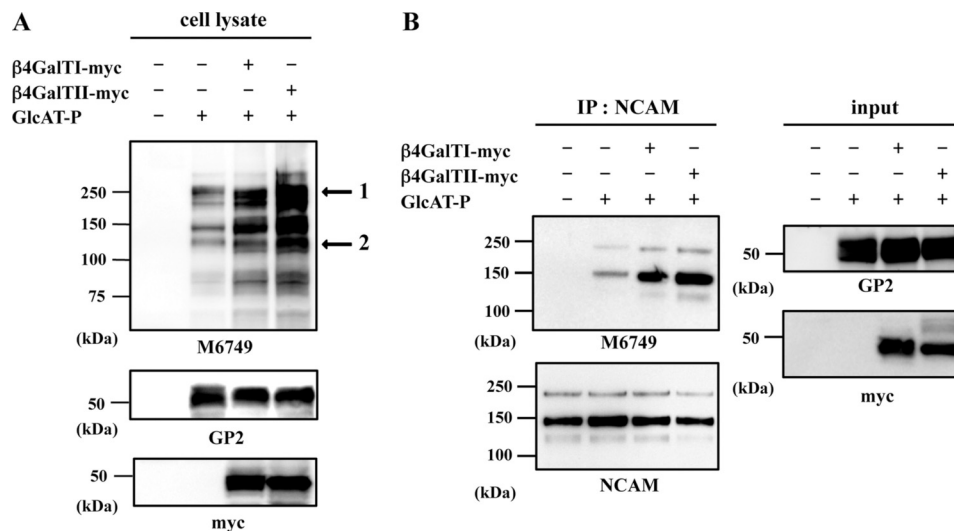 A
cell lysate
β4GalTI-myc – – + –
β4GalTII-myc – – – +
GlcAT-P – + + +
250
150
100
75
(kDa)
1
2
M6749
50
(kDa)
GP2
50
(kDa)
myc
B
IP : NCAM
input
β4GalTI-myc – – + – – – + –
β4GalTII-myc – – – + – – – +
GlcAT-P – + + + – + + +
250
150
100
(kDa)
M6749
250
150
100
(kDa)
NCAM
50
(kDa)
GP2
50
(kDa)
myc